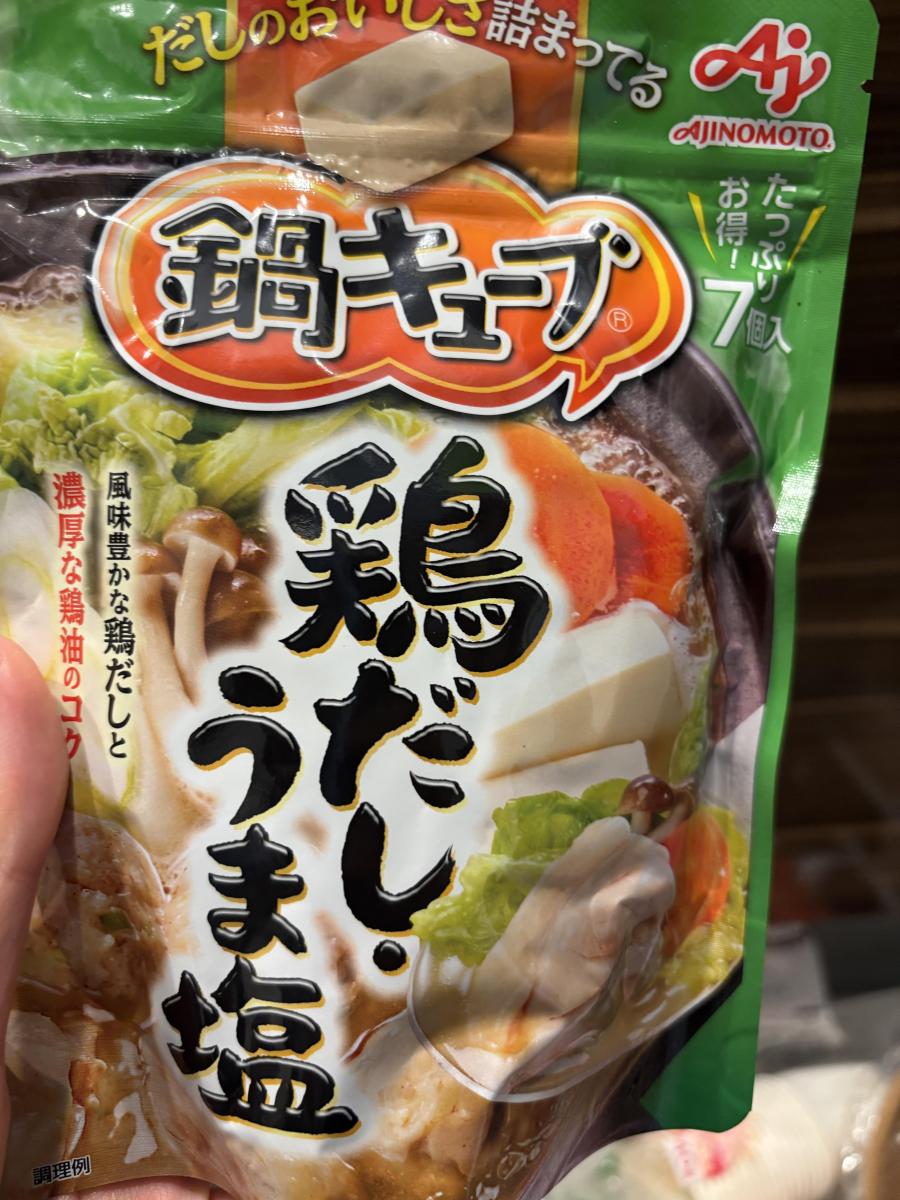 だしのおいしさ詰まってる
Aj
AJINOMOTO®
たっぷり
お得!
7個入
鍋キューブ®
鶏だし・
うま塩
風味豊かな鶏だしと
濃厚な鶏油のコク
調理例